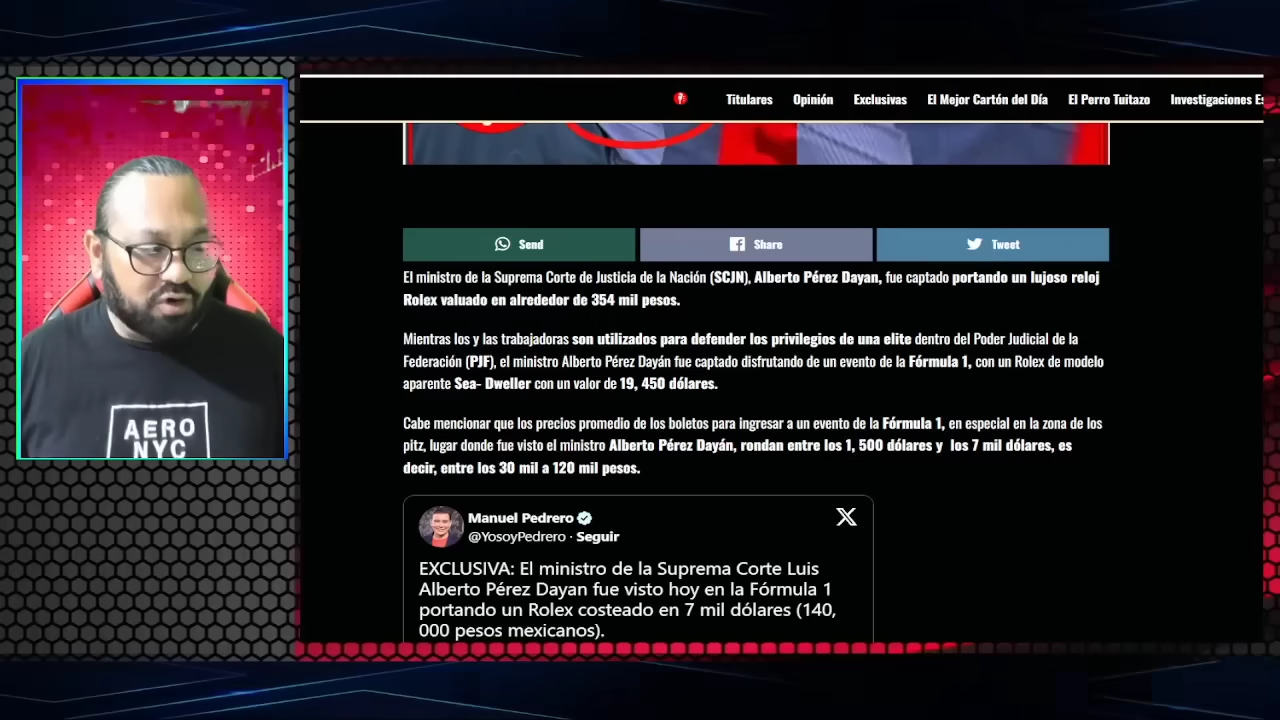 Titulares Opinión Exclusivas El Mejor Cartón del Día El Perro Tuitazo Investigaciones Es
Send Share Tweet
El ministro de la Suprema Corte de Justicia de la Nación (SCJN), Alberto Pérez Dayan, fue captado portando un lujoso reloj
Rolex valuado en alrededor de 354 mil pesos.
Mientras los y las trabajadoras son utilizados para defender los privilegios de una elite dentro del Poder Judicial de la
Federación (PJF), el ministro Alberto Pérez Dayán fue captado disfrutando de un evento de la Fórmula 1, con un Rolex de modelo
aparente Sea- Dweller con un valor de 19, 450 dólares.
Cabe mencionar que los precios promedio de los boletos para ingresar a un evento de la Fórmula 1, en especial en la zona de los
pitz, lugar donde fue visto el ministro Alberto Pérez Dayán, rondan entre los 1, 500 dólares y los 7 mil dólares, es
decir, entre los 30 mil a 120 mil pesos.
Manuel Pedrero
@YosoyPedrero · Seguir
EXCLUSIVA: El ministro de la Suprema Corte Luis
Alberto Pérez Dayan fue visto hoy en la Fórmula 1
portando un Rolex costeado en 7 mil dólares (140,
000 pesos mexicanos).
AERO
NYC